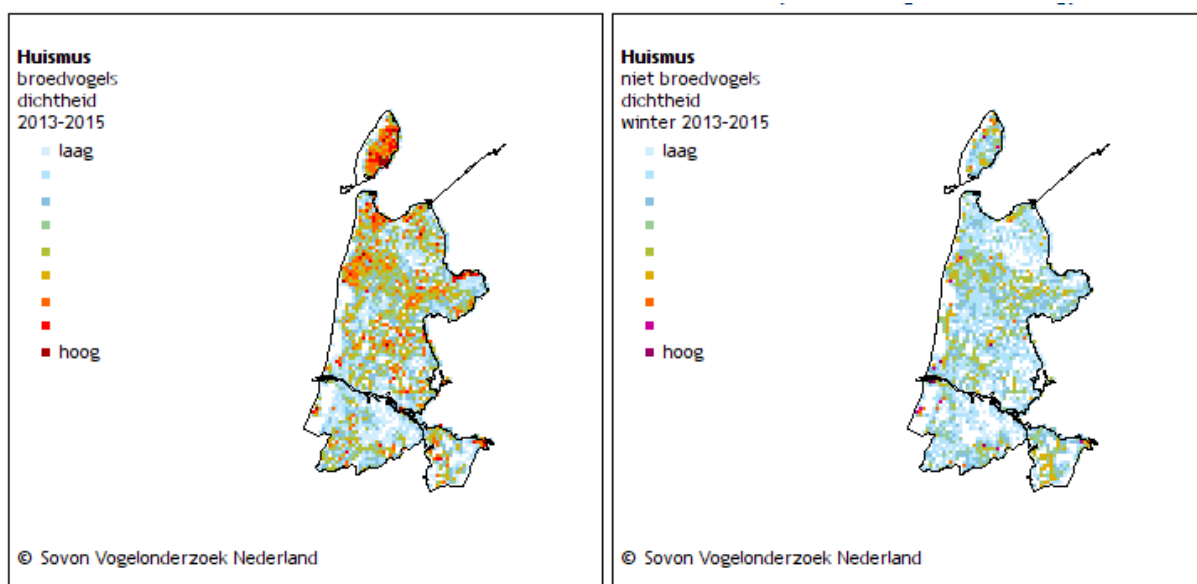 Huismus
broedvogels
dichtheid
2013-2015
laag
hoog
© Sovon Vogelonderzoek Nederland
Huismus
niet broedvogels
dichtheid
winter 2013-2015
laag
hoog
© Sovon Vogelonderzoek Nederland